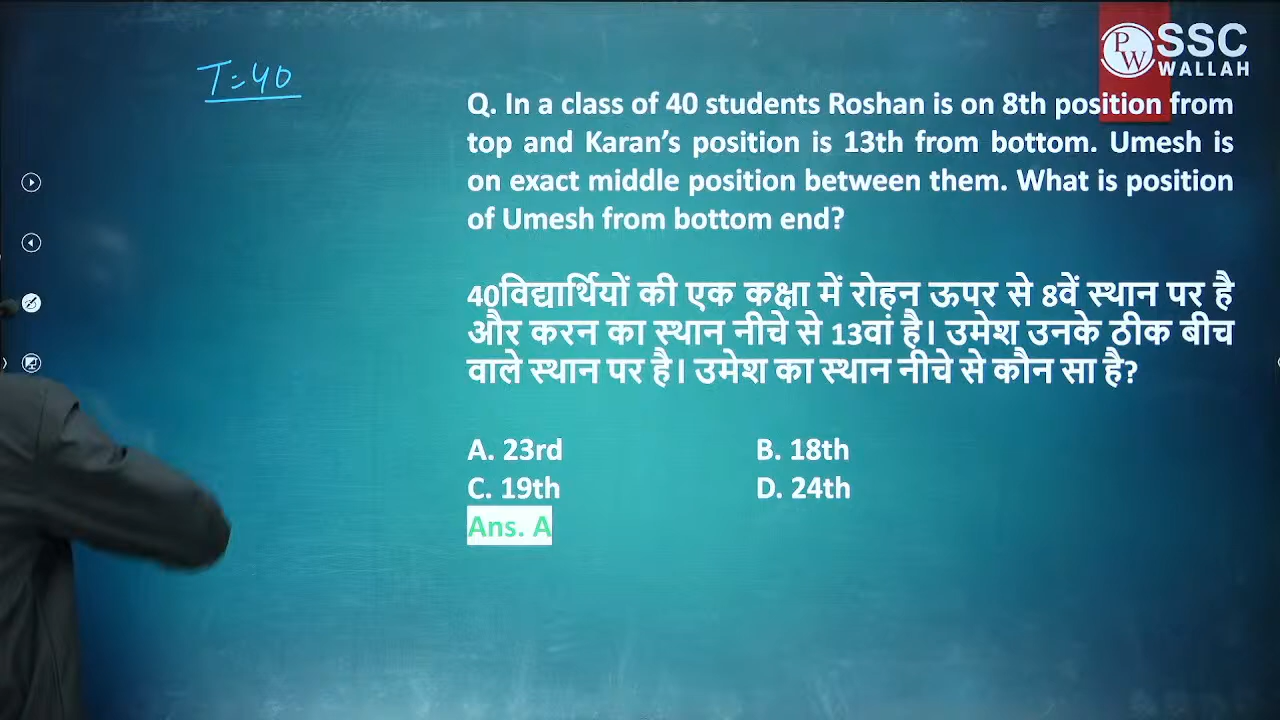 T=40
PW SSC
WALLAH
Q. In a class of 40 students Roshan is on 8th position from
top and Karan's position is 13th from bottom. Umesh is
on exact middle position between them. What is position
of Umesh from bottom end?
40विद्यार्थियों की एक कक्षा में रोहन ऊपर से 8वें स्थान पर है
और करन का स्थान नीचे से 13वां है। उमेश उनके ठीक बीच
वाले स्थान पर है। उमेश का स्थान नीचे से कौन सा है?
A. 23rd B. 18th
C. 19th D. 24th
Ans. A